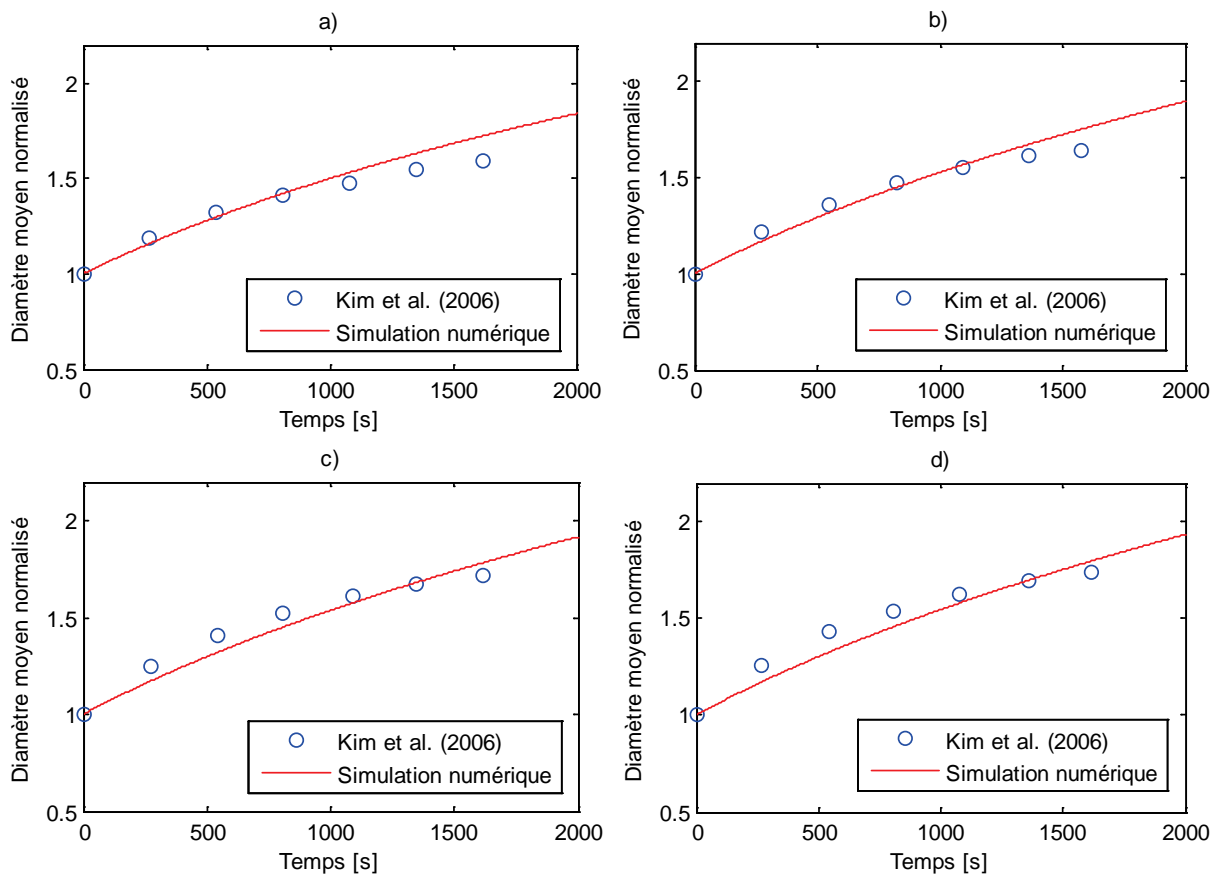 a)
Diamètre moyen normalisé
2
1.5
1
0.5
0
500
1000
1500
2000
Temps [s]
Kim et al. (2006)
Simulation numérique
b)
Diamètre moyen normalisé
2
1.5
1
0.5
0
500
1000
1500
2000
Temps [s]
Kim et al. (2006)
Simulation numérique
c)
Diamètre moyen normalisé
2
1.5
1
0.5
0
500
1000
1500
2000
Temps [s]
Kim et al. (2006)
Simulation numérique
d)
Diamètre moyen normalisé
2
1.5
1
0.5
0
500
1000
1500
2000
Temps [s]
Kim et al. (2006)
Simulation numérique